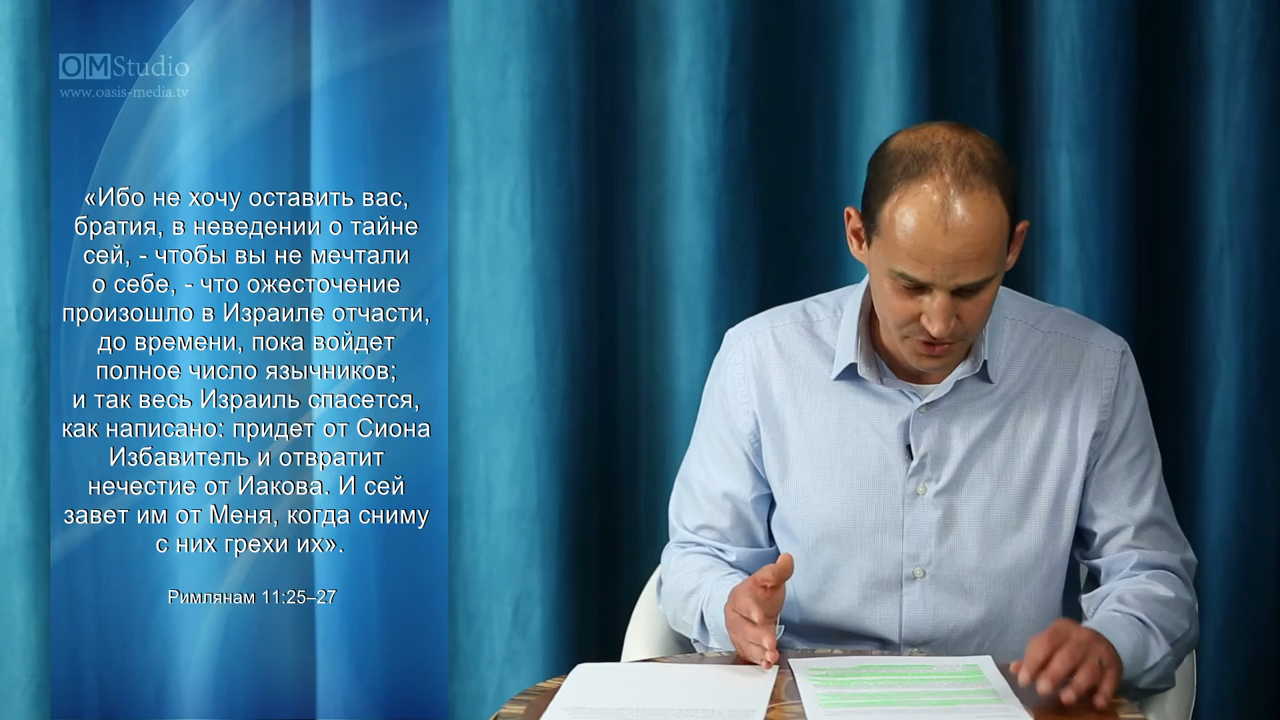 OMStudio
www.oasis-media.tv
«Ибо не хочу оставить вас,
братия, в неведении о тайне
сей, - чтобы вы не мечтали
о себе, - что ожесточение
произошло в Израиле отчасти,
до времени, пока войдет
полное число язычников;
и так весь Израиль спасется,
как написано: придет от Сиона
Избавитель и отвратит
нечестие от Иакова. И сей
завет им от Меня, когда сниму
с них грехи их».
Римлянам 11:25–27